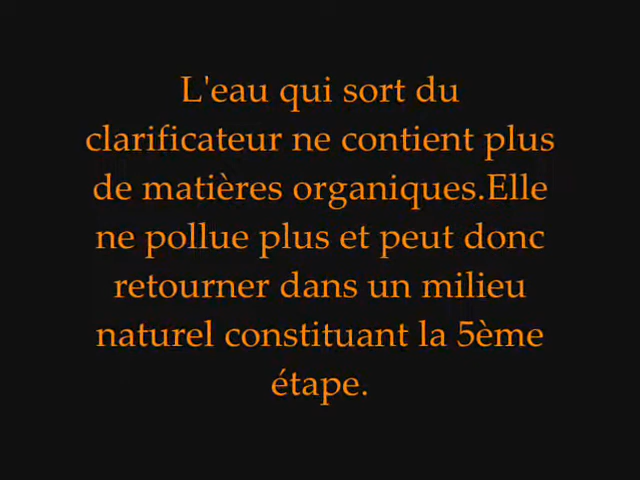 L'eau qui sort du
clarificateur ne contient plus
de matières organiques.Elle
ne pollue plus et peut donc
retourner dans un milieu
naturel constituant la 5ème
étape.